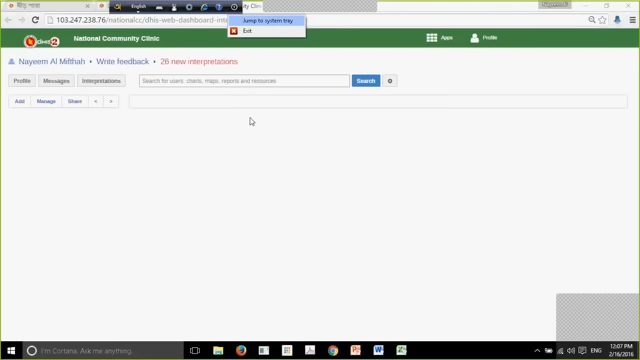 English
Jump to system tray
Exit
103.247.238.76/nationalcc/dhis-web-dashboard-int
dhis2
National Community Clinic
Apps
Profile
Nayeem Al Mifthah • Write feedback • 26 new interpretations
Profile Messages Interpretations Search for users, charts, maps, reports and resources Search
Add Manage Share < >
I'm Cortana. Ask me anything.
ENG
12:07 PM
2/16/2016